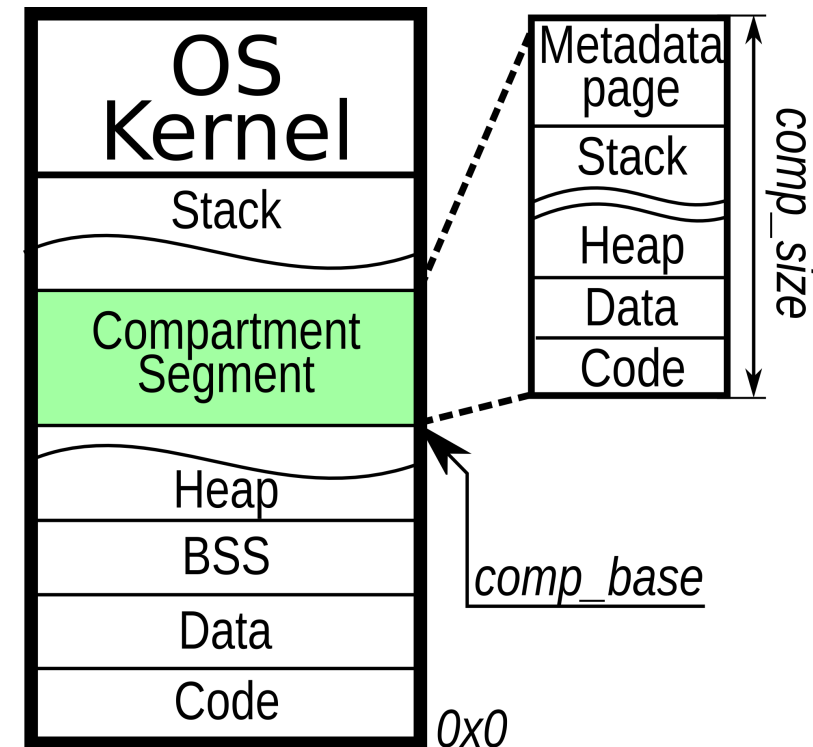 OS
Kernel
Stack
Compartment
Segment
Heap
BSS
Data
Code
0x0
Metadata
page
Stack
Heap
Data
Code
comp_size
comp_base